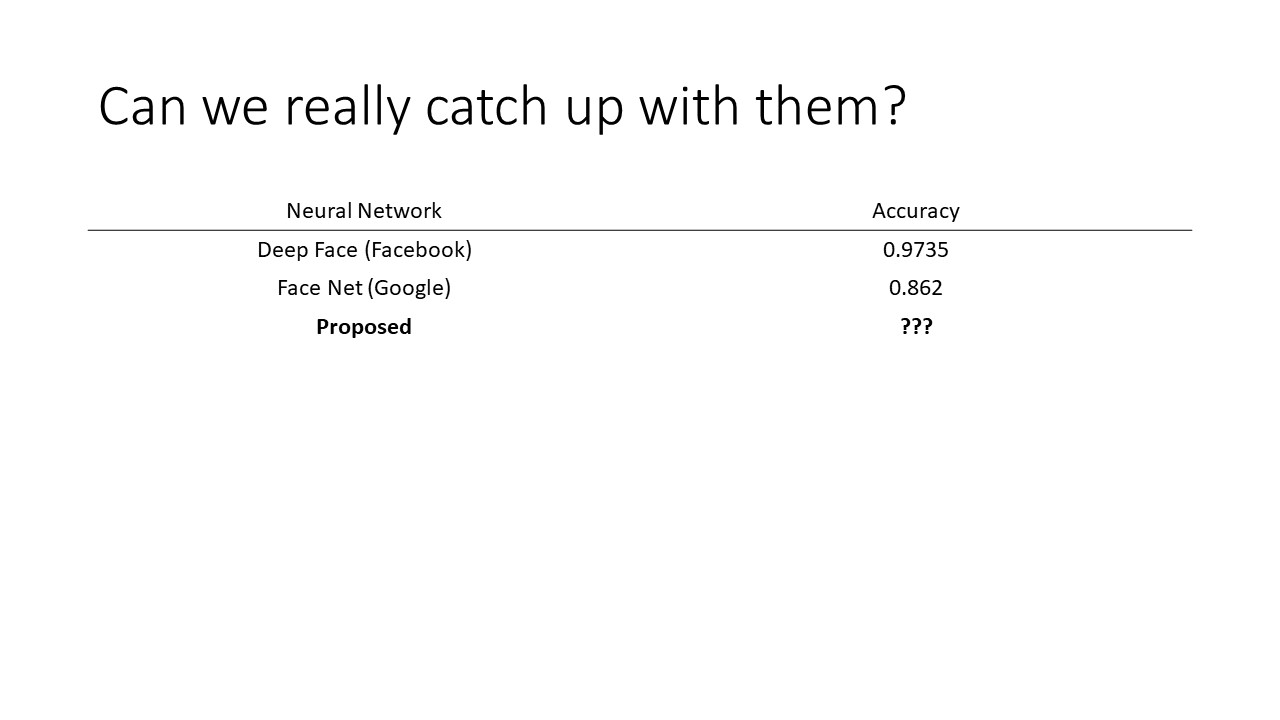 Can we really catch up with them?
Neural Network Accuracy
Deep Face (Facebook) 0.9735
Face Net (Google) 0.862
Proposed ???